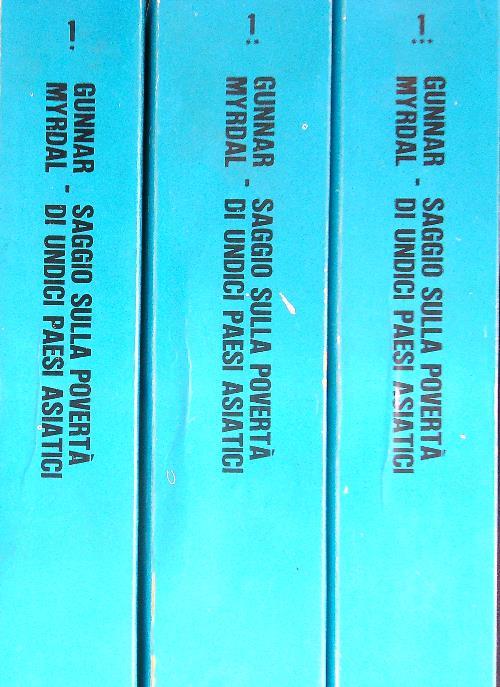 1
.
GUNNAR SAGGIO SULLA POVERTÀ
MYRDAL - DI UNDICI PAESI ASIATICI
1
..
GUNNAR SAGGIO SULLA POVERTÀ
MYRDAL - DI UNDICI PAESI ASIATICI
1
...
GUNNAR SAGGIO SULLA POVERTÀ
MYRDAL - DI UNDICI PAESI ASIATICI